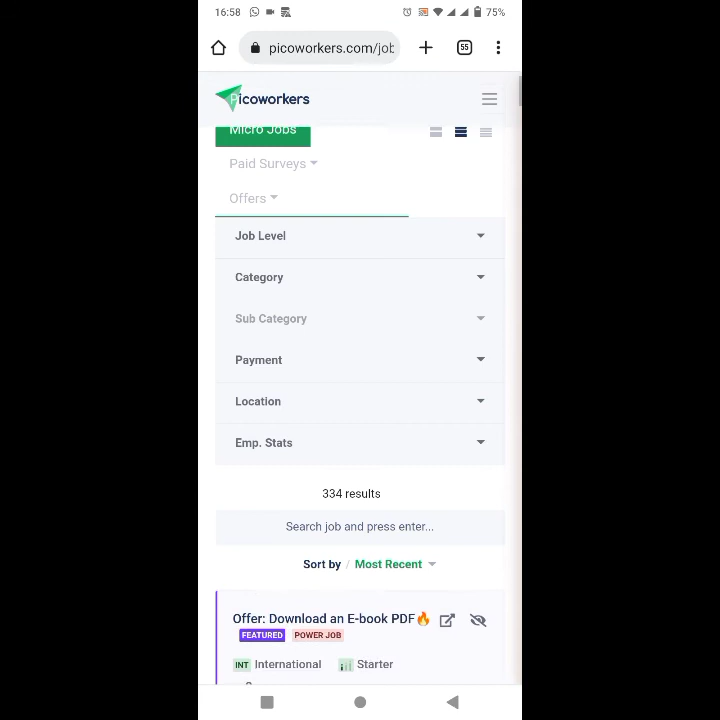 16:58 75%
picoworkers.com/job 55
Picoworkers
Micro Jobs
Paid Surveys
Offers
Job Level
Category
Sub Category
Payment
Location
Emp. Stats
334 results
Search job and press enter...
Sort by / Most Recent
Offer: Download an E-book PDF🔥
FEATURED POWER JOB
INT International Starter